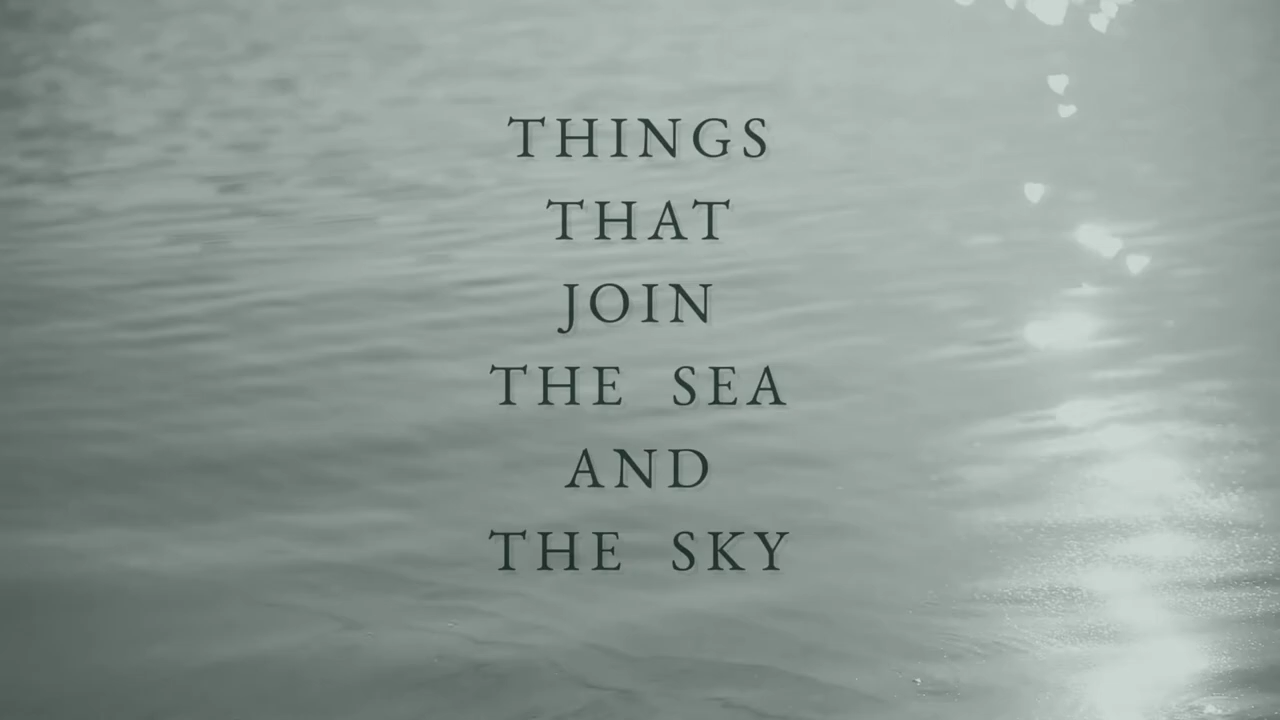 THINGS
THAT
JOIN
THE SEA
AND
THE SKY